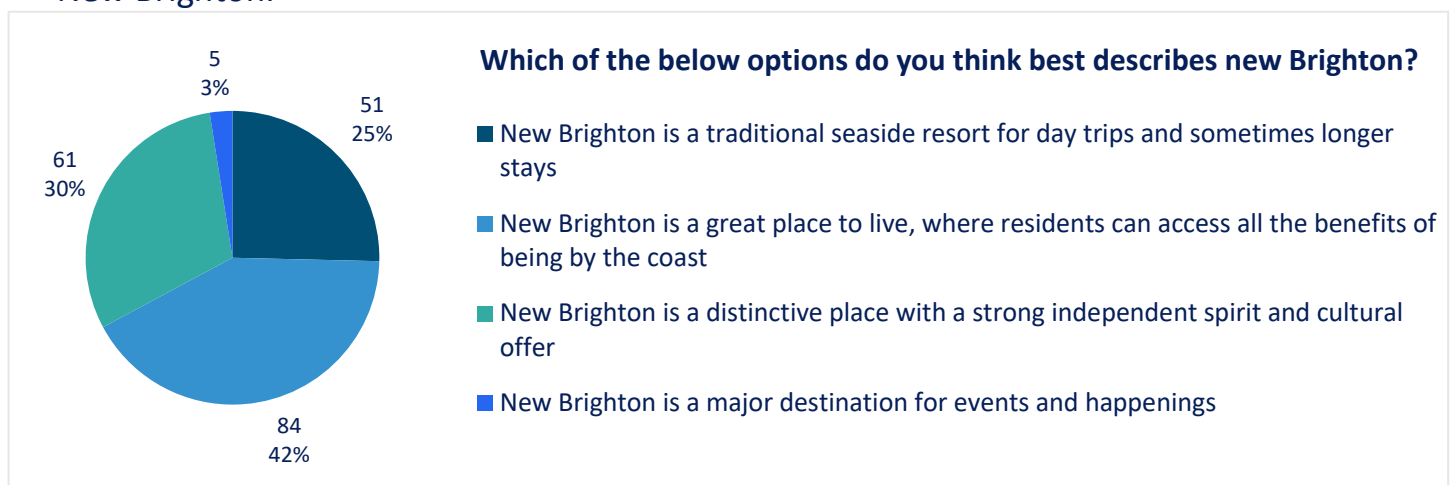 New Brighton.
Which of the below options do you think best describes new Brighton?
5
3%
51
25%
61
30%
84
42%
New Brighton is a traditional seaside resort for day trips and sometimes longer
stays
New Brighton is a great place to live, where residents can access all the benefits of
being by the coast
New Brighton is a distinctive place with a strong independent spirit and cultural
offer
New Brighton is a major destination for events and happenings